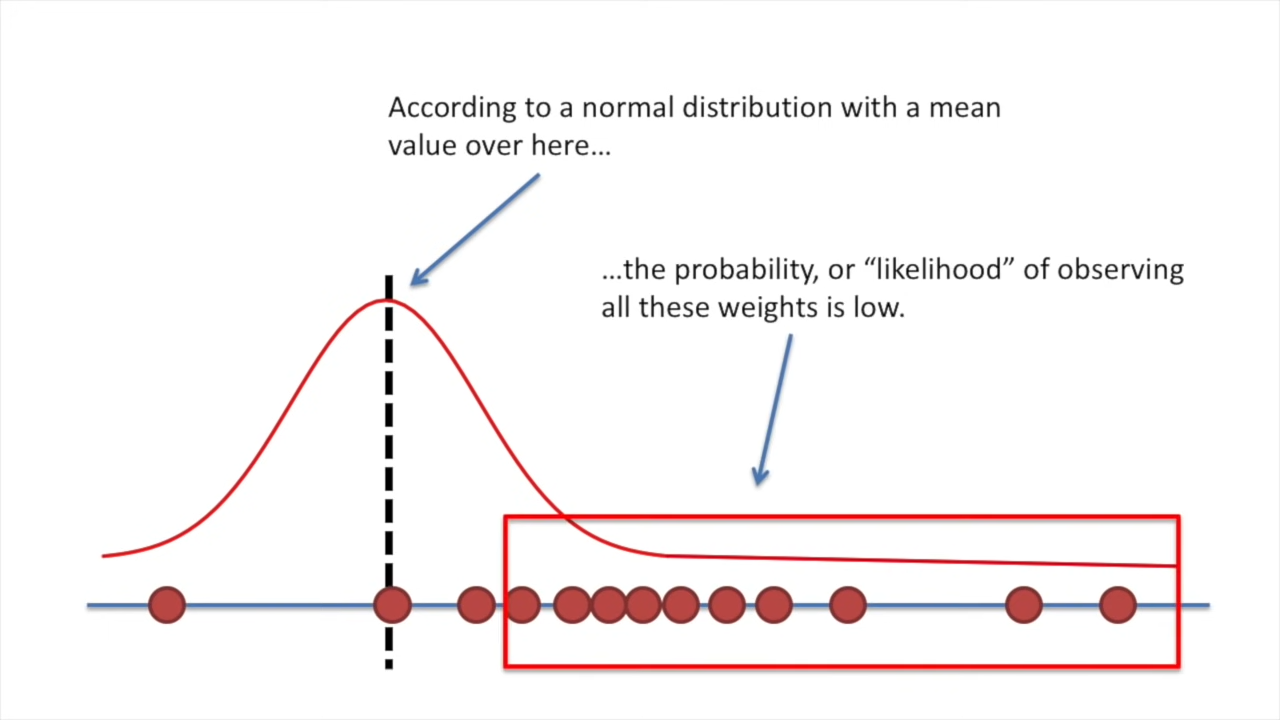 According to a normal distribution with a mean
value over here...
...the probability, or “likelihood” of observing
all these weights is low.